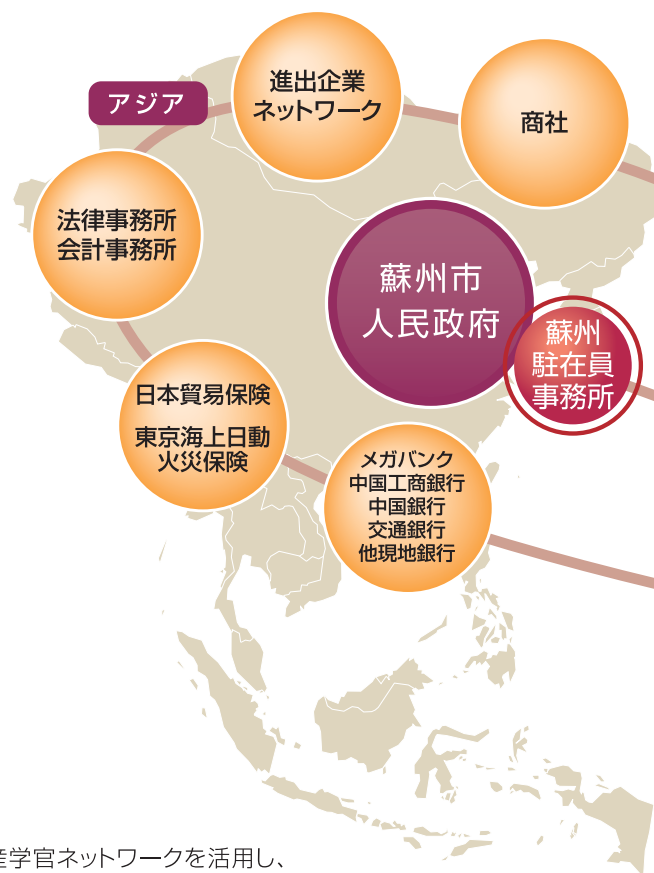 アジア
進出企業
ネットワーク
商社
法律事務所
会計事務所
蘇州市
人民政府
蘇州
駐在員
事務所
日本貿易保険
東京海上日動
火災保険
メガバンク
中国工商銀行
中国銀行
交通銀行
他現地銀行
産学官ネットワークを活用し、